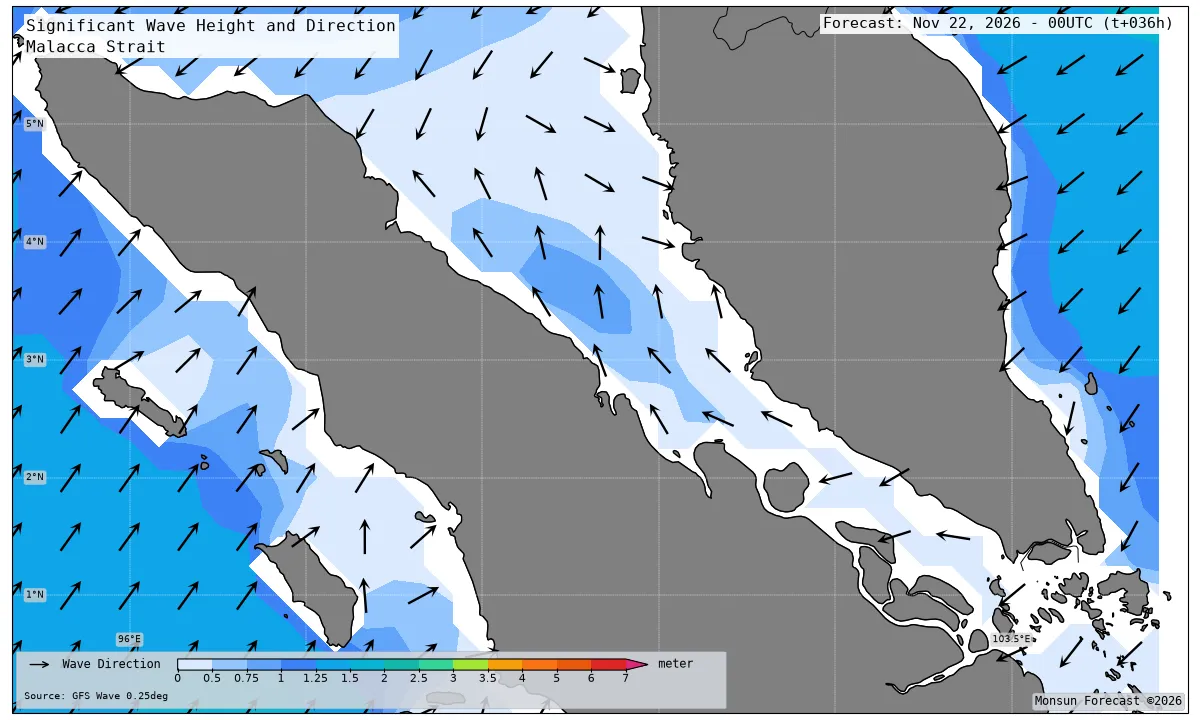 Significant Wave Height and Direction
Malacca Strait
Forecast: Nov 22, 2026 - 00UTC (t+036h)
5°N
4°N
3°N
2°N
1°N
96°E
103.5°E
Wave Direction
meter
0 0.5 0.75 1 1.25 1.5 2 2.5 3 3.5 4 5 6 7
Source: GFS Wave 0.25deg
Monsun Forecast ©2026